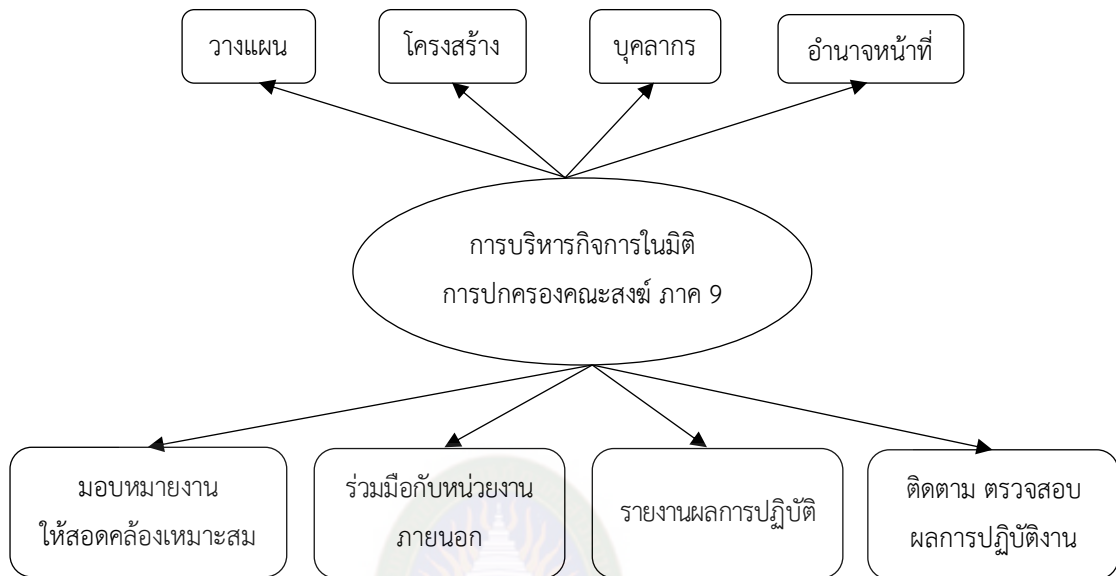 วางแผน
โครงสร้าง
บุคลากร
อำนาจหน้าที่
การบริหารกิจการในมิติ
การปกครองคณะสงฆ์ ภาค 9
มอบหมายงาน
ให้สอดคล้องเหมาะสม
ร่วมมือกับหน่วยงาน
ภายนอก
รายงานผลการปฏิบัติ
ติดตาม ตรวจสอบ
ผลการปฏิบัติงาน